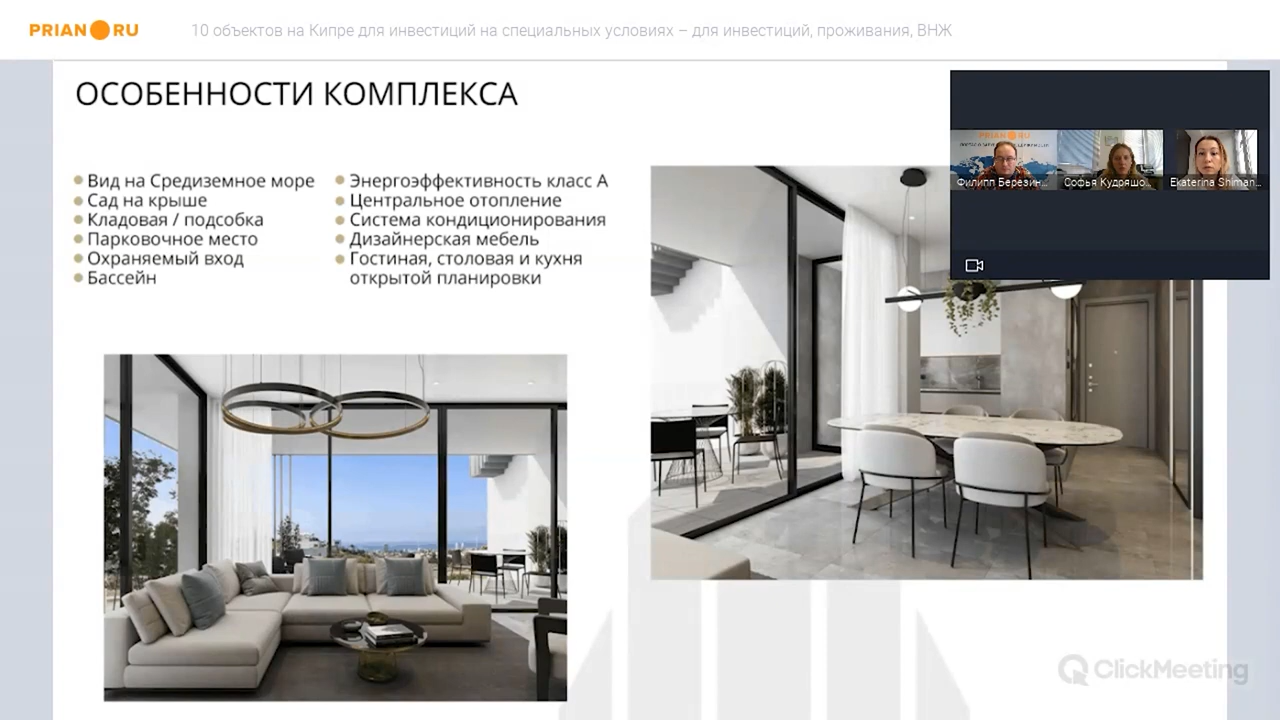 PRIAN RU
10 объектов на Кипре для инвестиций на специальных условиях – для инвестиций, проживания, ВНЖ
ОСОБЕННОСТИ КОМПЛЕКСА
Вид на Средиземное море
Сад на крыше
Кладовая / подсобка
Парковочное место
Охраняемый вход
Бассейн
Энергоэффективность класс А
Центральное отопление
Система кондиционирования
Дизайнерская мебель
Гостиная, столовая и кухня
открытой планировки
PRIAN RU
Филипп Березин...
Софья Кудряшо...
Ekaterina Shiman...
ClickMeeting